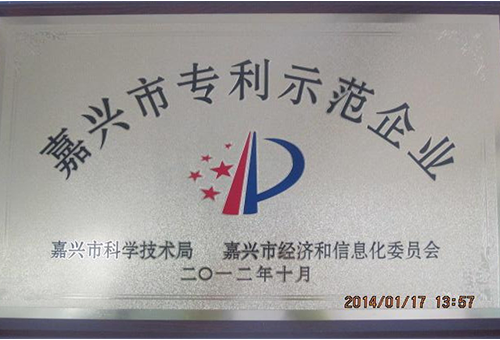 嘉兴市专利示范企业
嘉兴市科学技术局 嘉兴市经济和信息化委员会
二〇一二年十月
2014/01/17 13:57